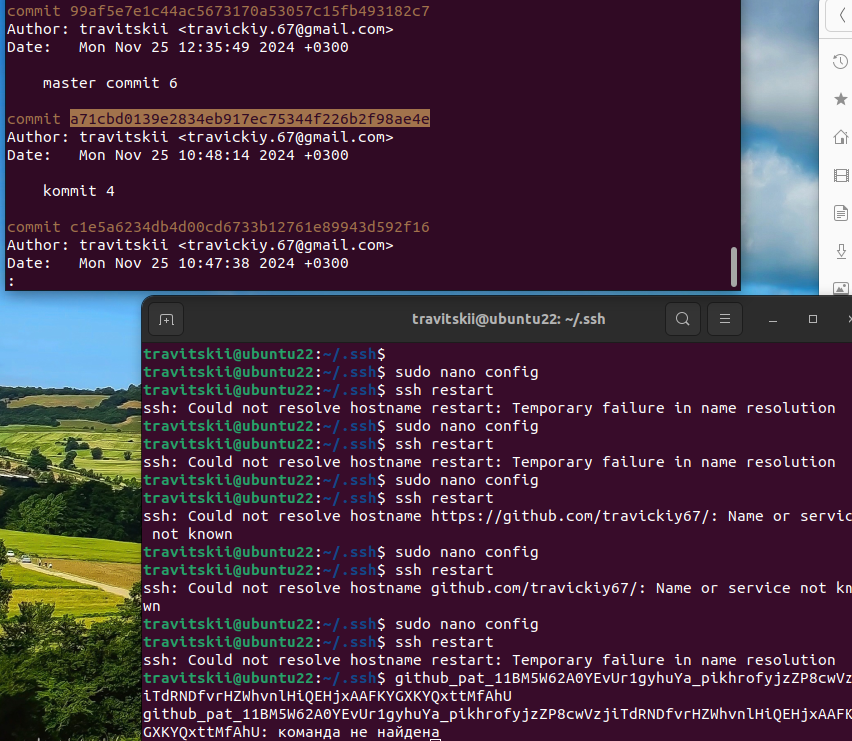 commit 99af5e7e1c44ac5673170a53057c15fb493182c7
Author: travitskii <travickiy.67@gmail.com>
Date:   Mon Nov 25 12:35:49 2024 +0300
master commit 6
commit a71cbd0139e2834eb917ec75344f226b2f98ae4e
Author: travitskii <travickiy.67@gmail.com>
Date:   Mon Nov 25 10:48:14 2024 +0300
kommit 4
commit c1e5a6234db4d00cd6733b12761e89943d592f16
Author: travitskii <travickiy.67@gmail.com>
Date:   Mon Nov 25 10:47:38 2024 +0300
:
travitskii@ubuntu22: ~/.ssh
travitskii@ubuntu22:~/.ssh$
travitskii@ubuntu22:~/.ssh$ sudo nano config
travitskii@ubuntu22:~/.ssh$ ssh restart
ssh: Could not resolve hostname restart: Temporary failure in name resolution
travitskii@ubuntu22:~/.ssh$ sudo nano config
travitskii@ubuntu22:~/.ssh$ ssh restart
ssh: Could not resolve hostname restart: Temporary failure in name resolution
travitskii@ubuntu22:~/.ssh$ sudo nano config
travitskii@ubuntu22:~/.ssh$ ssh restart
ssh: Could not resolve hostname https://github.com/travickiy67/: Name or servic
not known
travitskii@ubuntu22:~/.ssh$ sudo nano config
travitskii@ubuntu22:~/.ssh$ ssh restart
ssh: Could not resolve hostname github.com/travickiy67/: Name or service not kn
wn
travitskii@ubuntu22:~/.ssh$ sudo nano config
travitskii@ubuntu22:~/.ssh$ ssh restart
ssh: Could not resolve hostname restart: Temporary failure in name resolution
travitskii@ubuntu22:~/.ssh$ github_pat_11BM5W62A0YEvUr1gyhuYa_pikhrofyjzZP8cwVz
iTdRNDfvrHZWhvnlHiQEHjxAAFKYGXKYQxttMfAhU
github_pat_11BM5W62A0YEvUr1gyhuYa_pikhrofyjzZP8cwVzjiTdRNDfvrHZWhvnlHiQEHjxAAFK
GXKYQxttMfAhU: команда не найдена